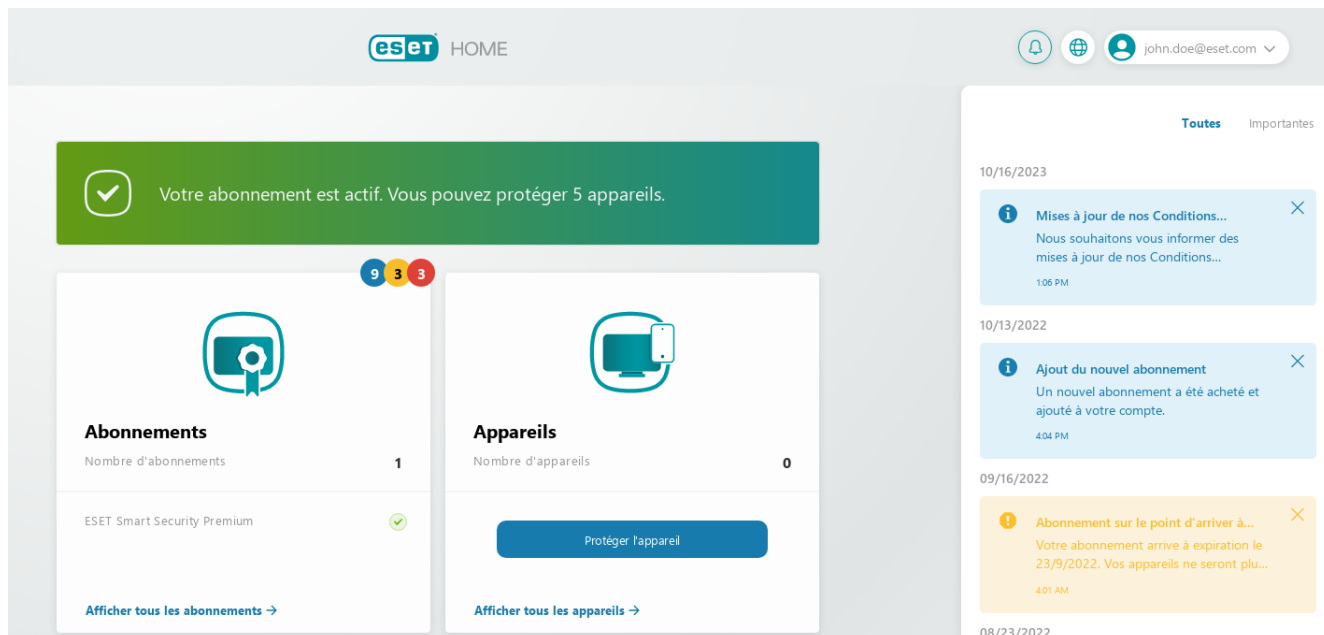 eset HOME
john.doe@eset.com
Votre abonnement est actif. Vous pouvez protéger 5 appareils.
9 3 3
Abonnements
Nombre d'abonnements 1
ESET Smart Security Premium
Afficher tous les abonnements →
Appareils
Nombre d'appareils 0
Protéger l'appareil
Afficher tous les appareils →
Toutes Importantes
10/16/2023
Mises à jour de nos Conditions...
Nous souhaitons vous informer des
mises à jour de nos Conditions...
1:06 PM
10/13/2022
Ajout du nouvel abonnement
Un nouvel abonnement a été acheté et
ajouté à votre compte.
4:04 PM
09/16/2022
Abonnement sur le point d'arriver à...
Votre abonnement arrive à expiration le
23/9/2022. Vos appareils ne seront plu...
4:01 AM
08/23/2022